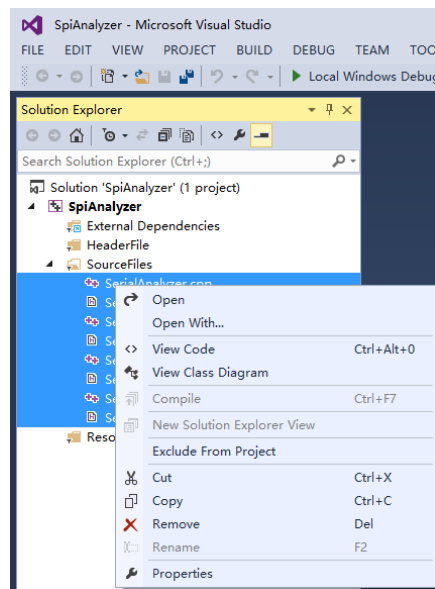 SpiAnalyzer - Microsoft Visual Studio
FILE EDIT VIEW PROJECT BUILD DEBUG TEAM
Local Windows Debug
Solution Explorer
Search Solution Explorer (Ctrl+;)
Solution 'SpiAnalyzer' (1 project)
SpiAnalyzer
External Dependencies
HeaderFile
SourceFiles
SerialAnalyzer.cpp
Open
Open With...
View Code Ctrl+Alt+0
View Class Diagram
Compile Ctrl+F7
New Solution Explorer View
Exclude From Project
Cut Ctrl+X
Copy Ctrl+C
Remove Del
Rename F2
Properties